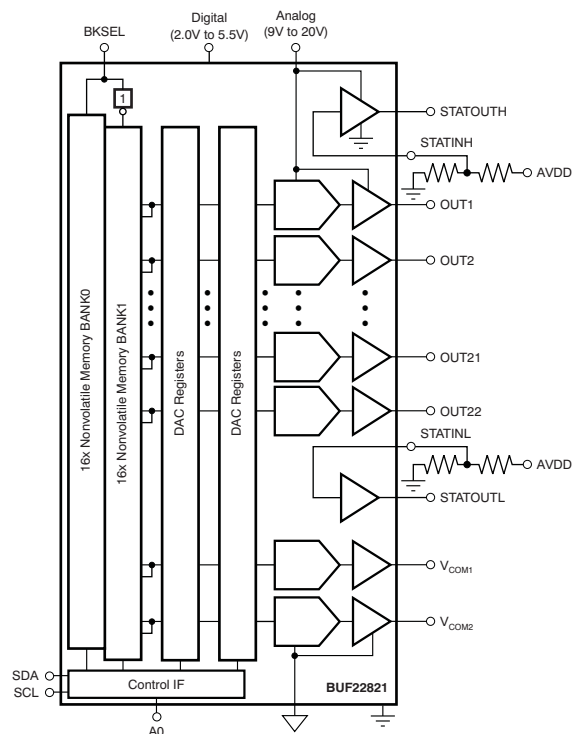 BKSEL
Digital
(2.0V to 5.5V)
Analog
(9V to 20V)
1
STATOUTH
STATINH
AVDD
OUT1
OUT2
16x Nonvolatile Memory BANK0
16x Nonvolatile Memory BANK1
DAC Registers
DAC Registers
OUT21
OUT22
STATINL
AVDD
STATOUTL
VCOM1
VCOM2
SDA
SCL
Control IF
BUF22821
A0